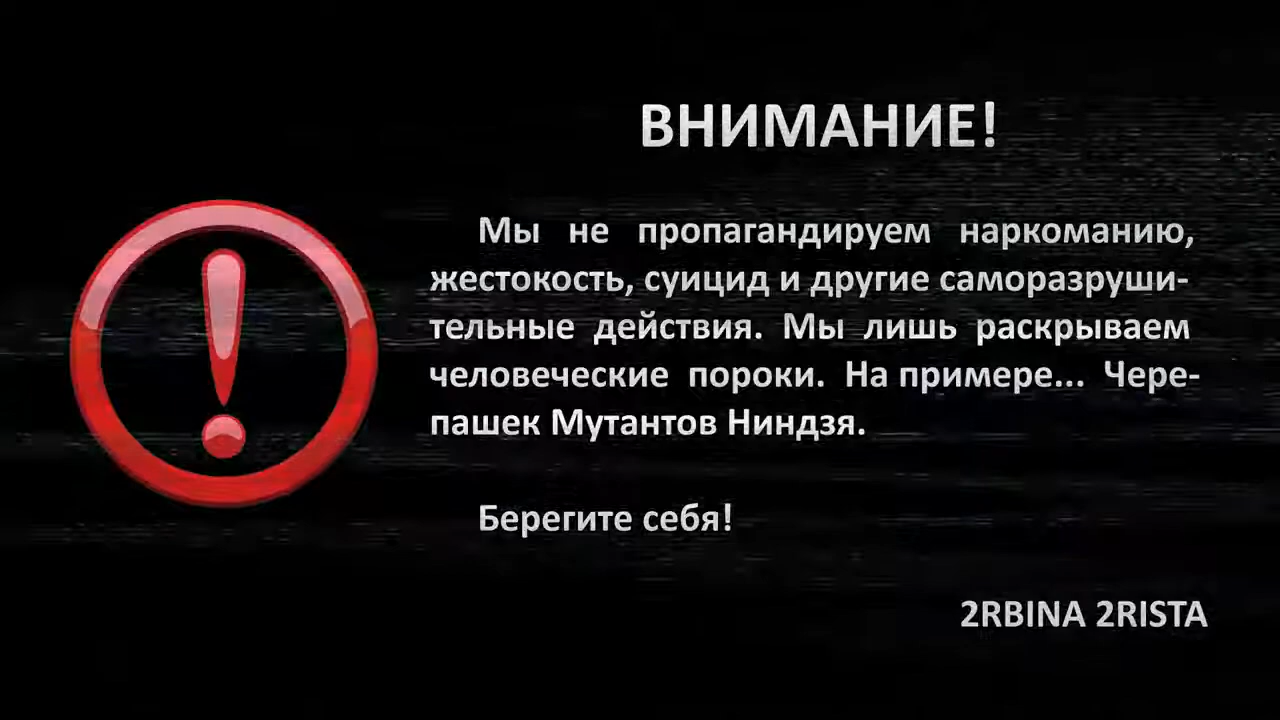 ВНИМАНИЕ!
Мы не пропагандируем наркоманию,
жестокость, суицид и другие саморазруши-
тельные действия. Мы лишь раскрываем
человеческие пороки. На примере... Чере-
пашек Мутантов Ниндзя.
Берегите себя!
2RBINA 2RISTA